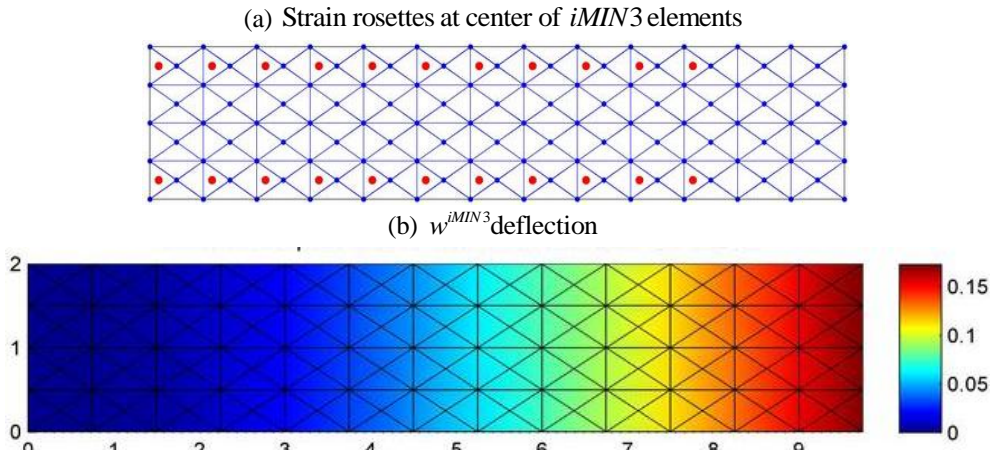 (a) Strain rosettes at center of iMIN3 elements
(b) w^{iMIN3} deflection
2
1
0
0 1 2 3 4 5 6 7 8 9
0.15
0.1
0.05
0